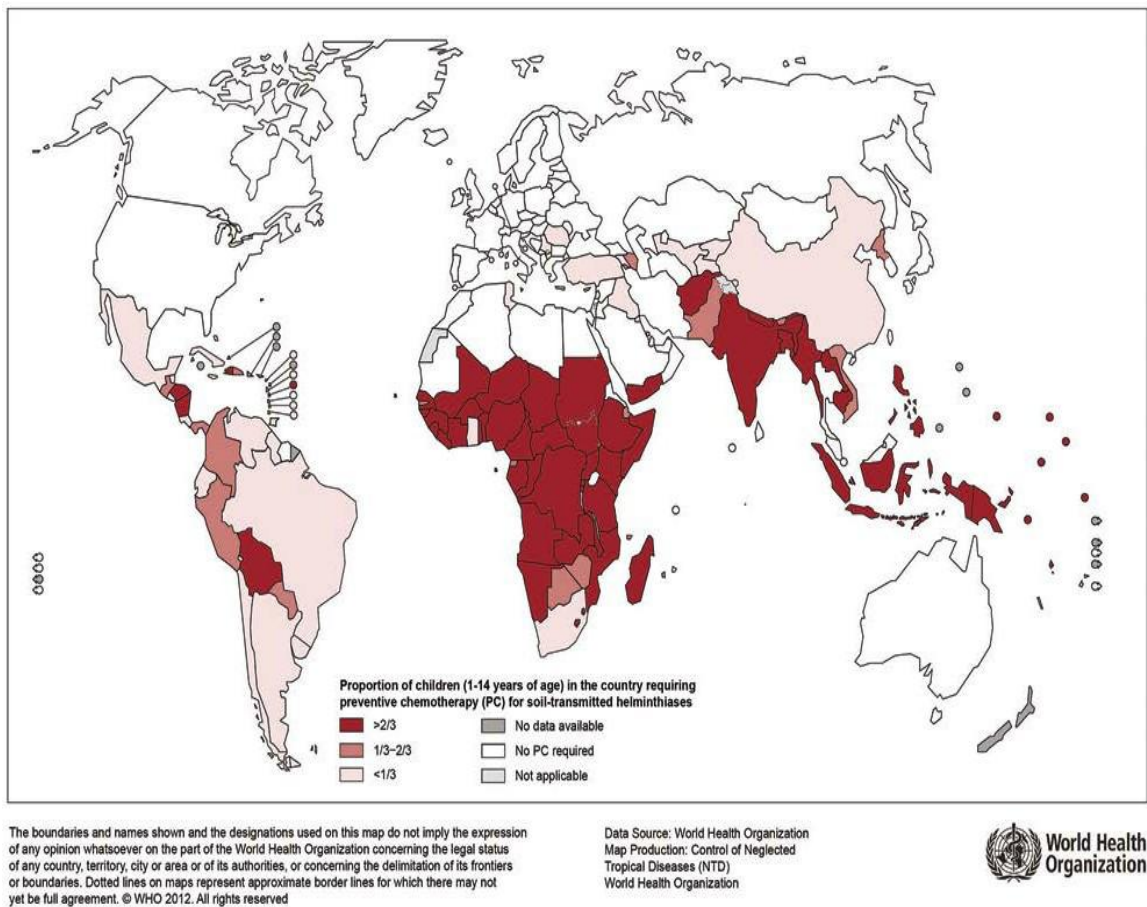 Proportion of children (1-14 years of age) in the country requiring
preventive chemotherapy (PC) for soil-transmitted helminthiases
>2/3
1/3–2/3
<1/3
No data available
No PC required
Not applicable
The boundaries and names shown and the designations used on this map do not imply the expression
of any opinion whatsoever on the part of the World Health Organization concerning the legal status
of any country, territory, city or area or of its authorities, or concerning the delimitation of its frontiers
or boundaries. Dotted lines on maps represent approximate border lines for which there may not
yet be full agreement. © WHO 2012. All rights reserved
Data Source: World Health Organization
Map Production: Control of Neglected
Tropical Diseases (NTD)
World Health Organization
World Health
Organization